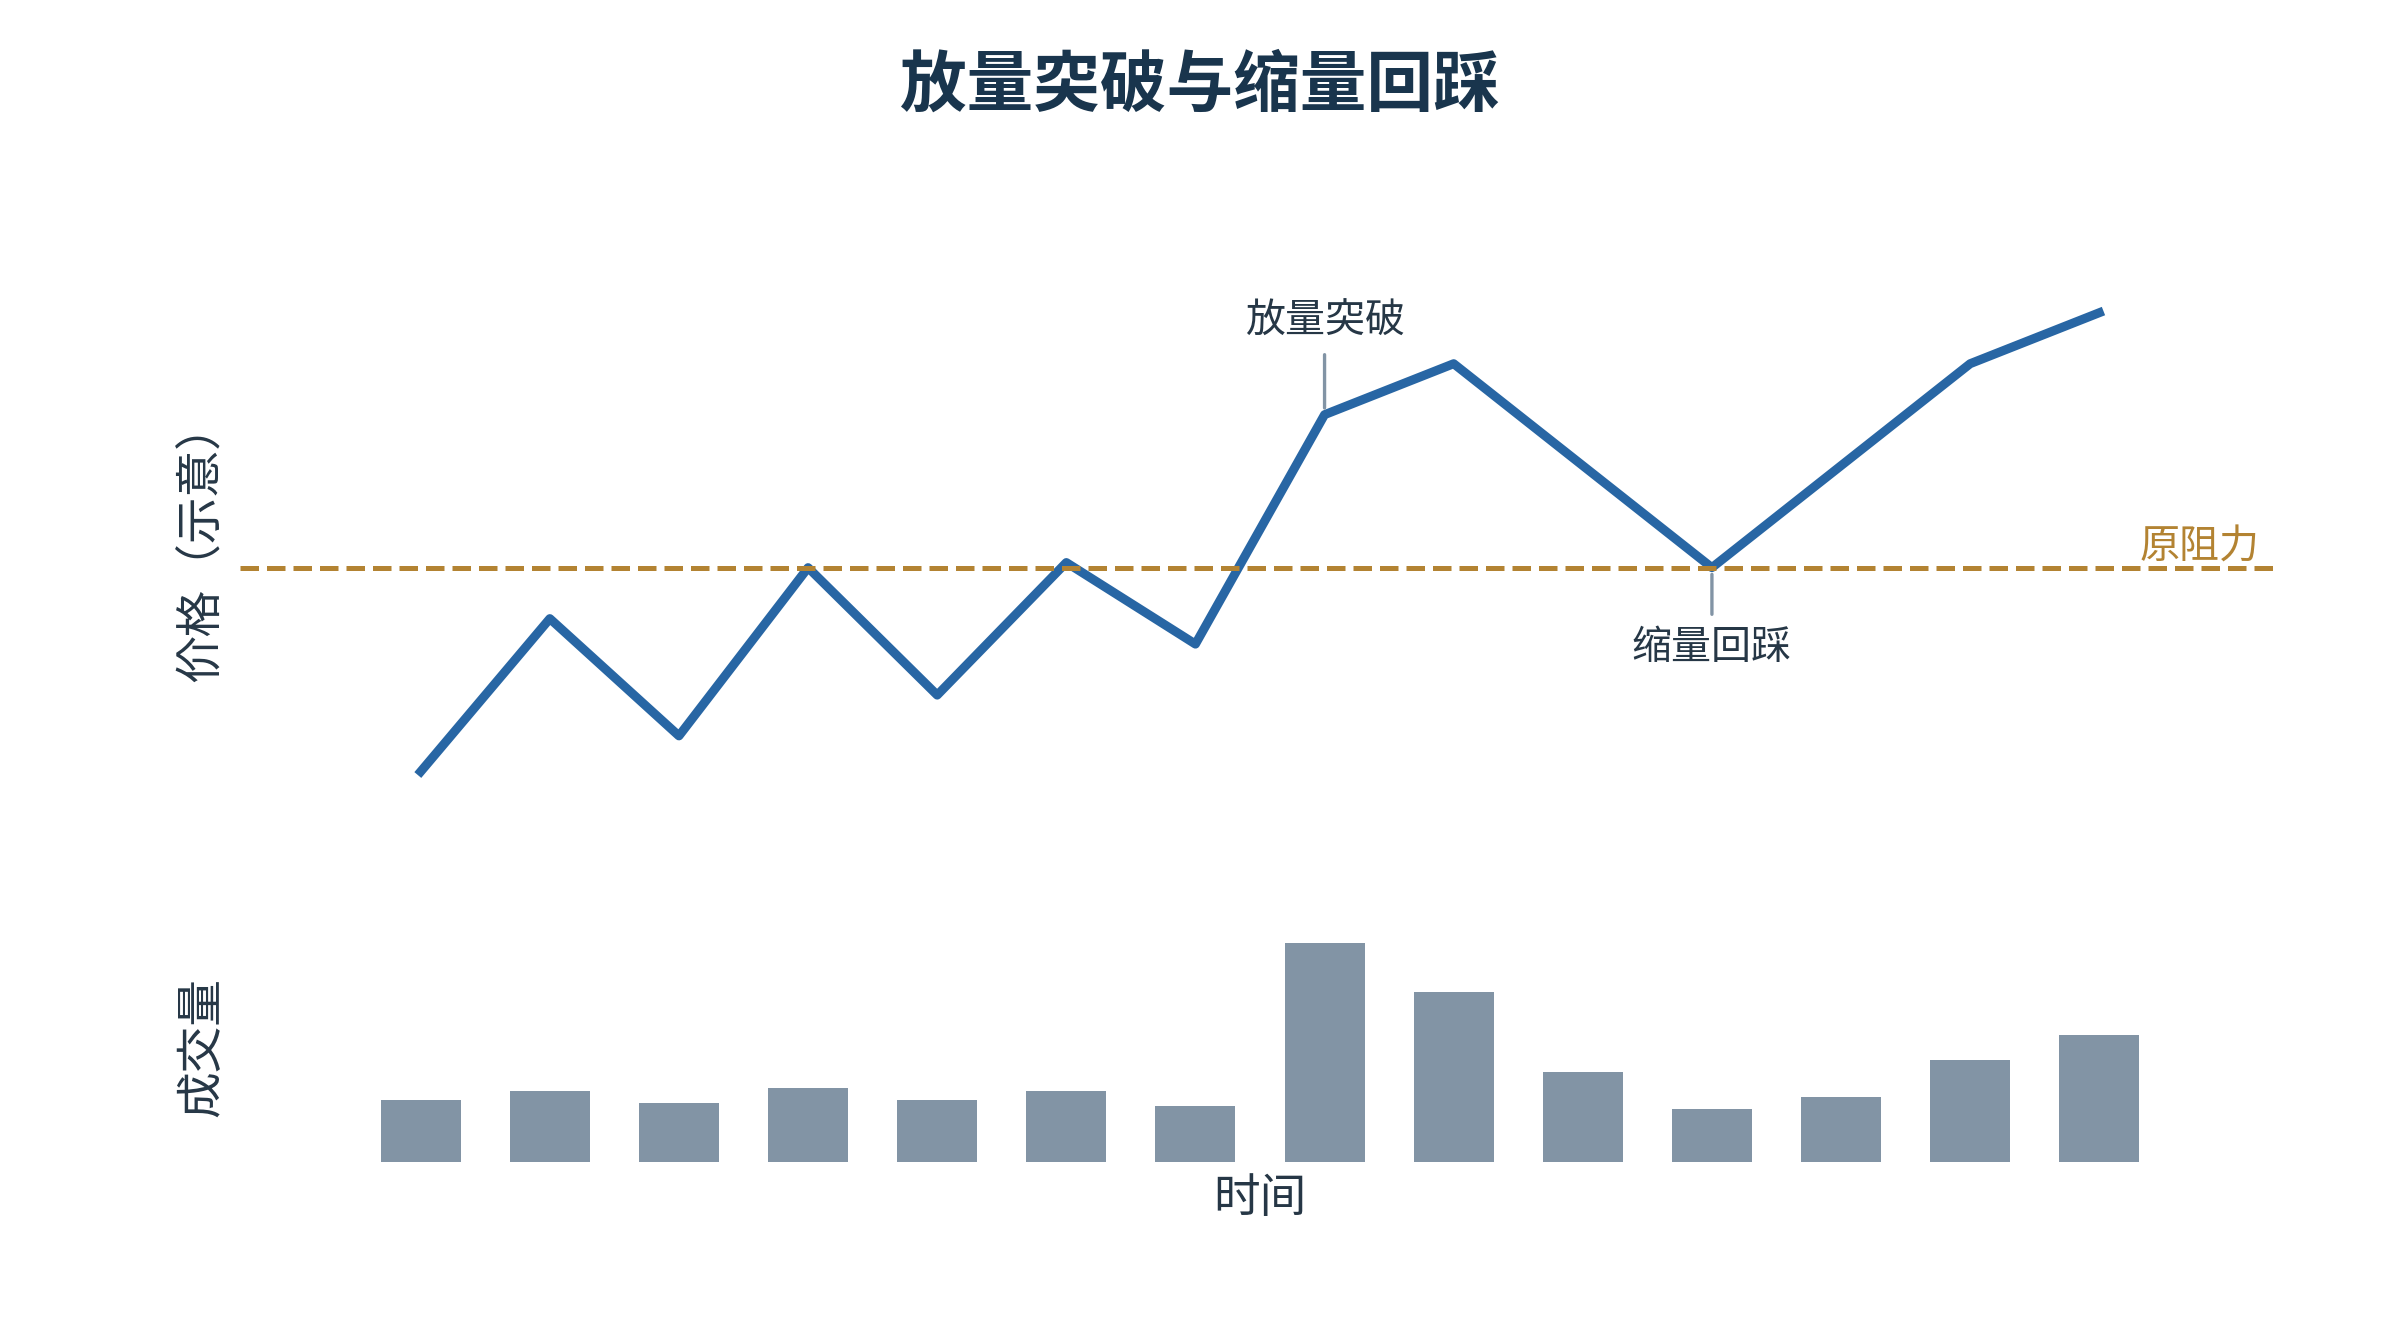 放量突破与缩量回踩
放量突破
原阻力
缩量回踩
价格（示意）
成交量
时间